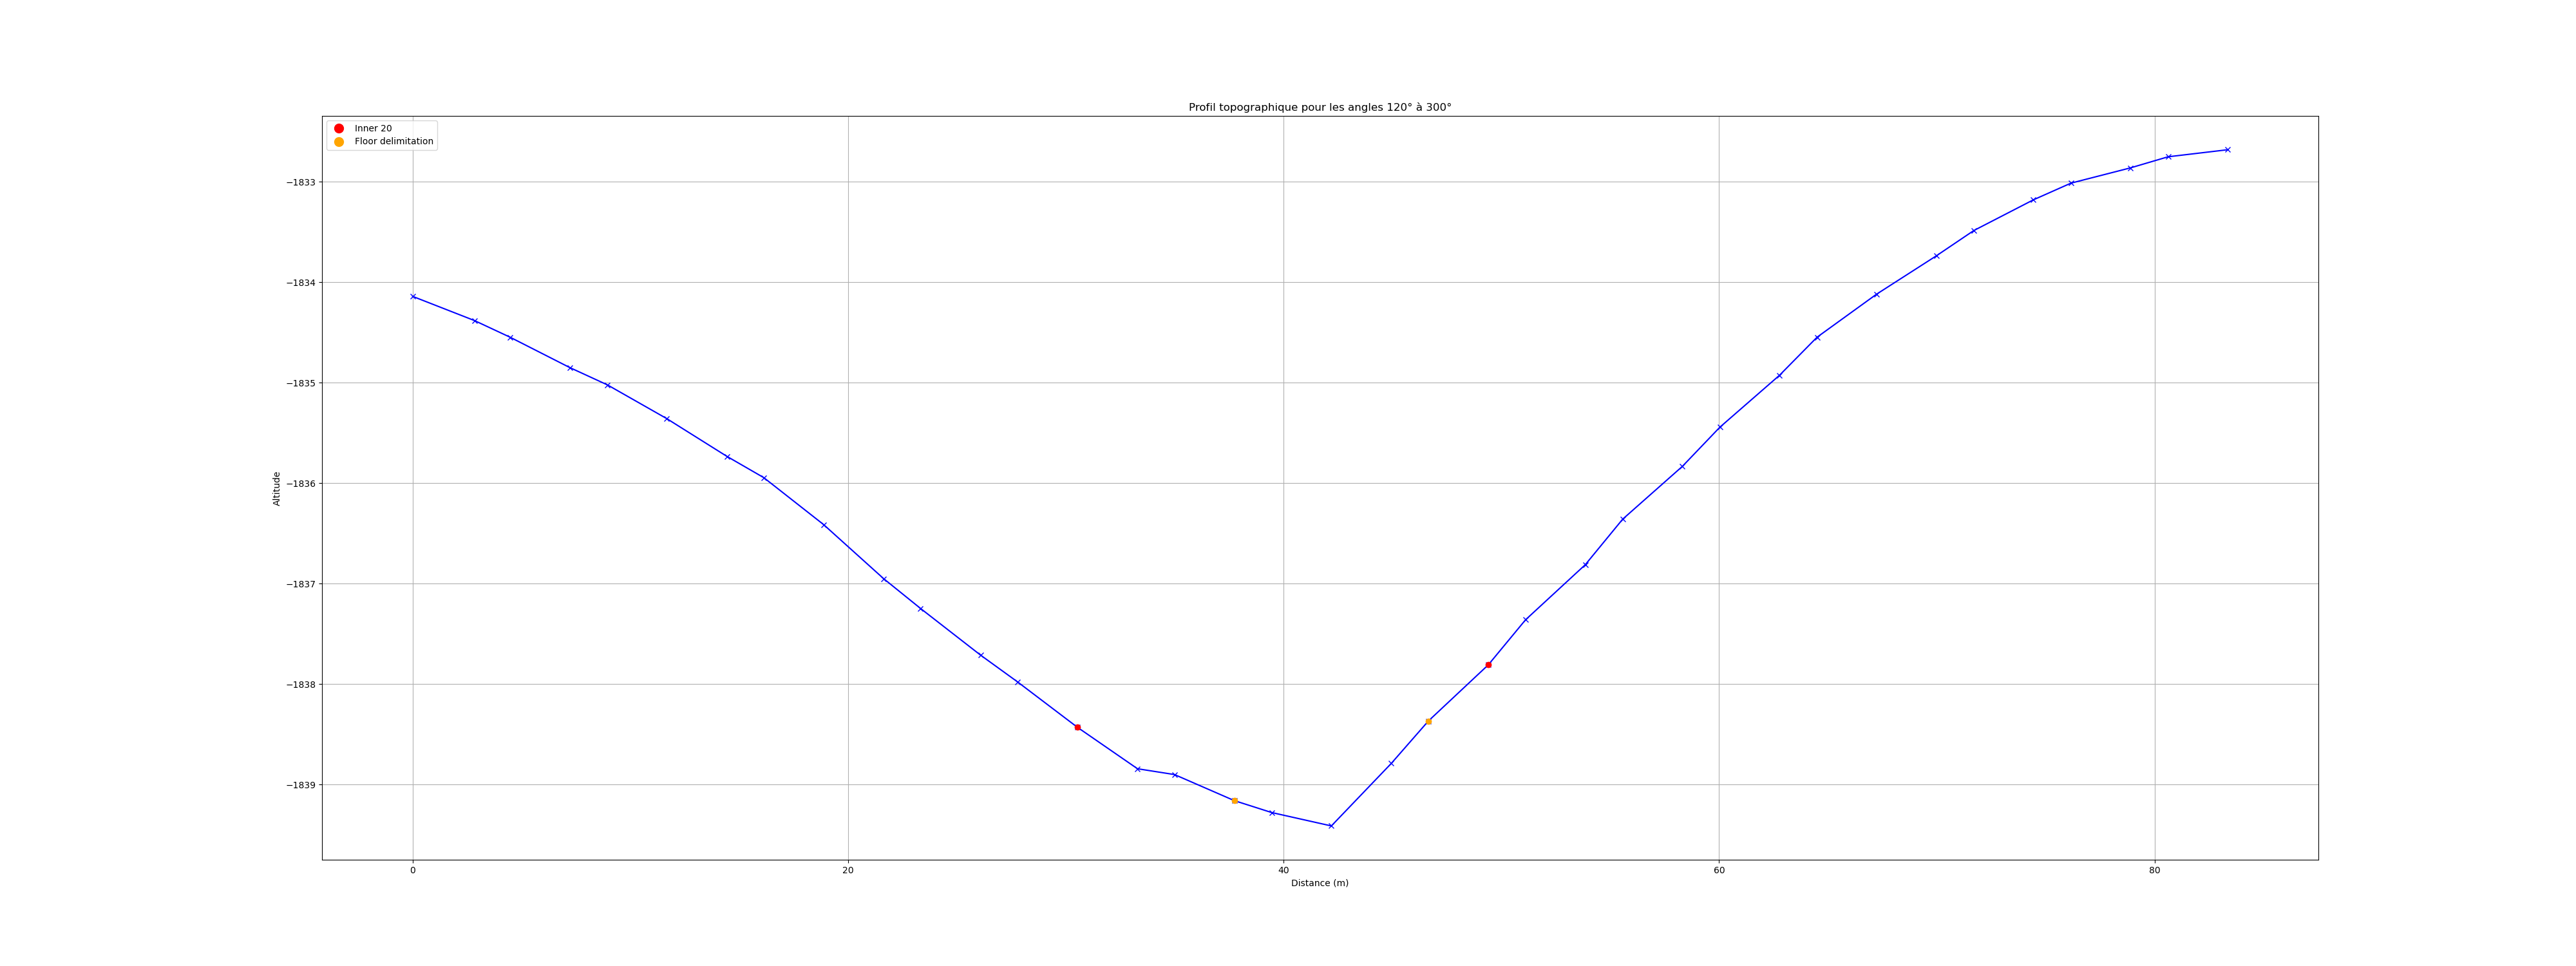 Profil topographique pour les angles 120° à 300°
Inner 20
Floor delimitation
−1833
−1834
−1835
−1836
−1837
−1838
−1839
Altitude
0 20 40 60 80
Distance (m)